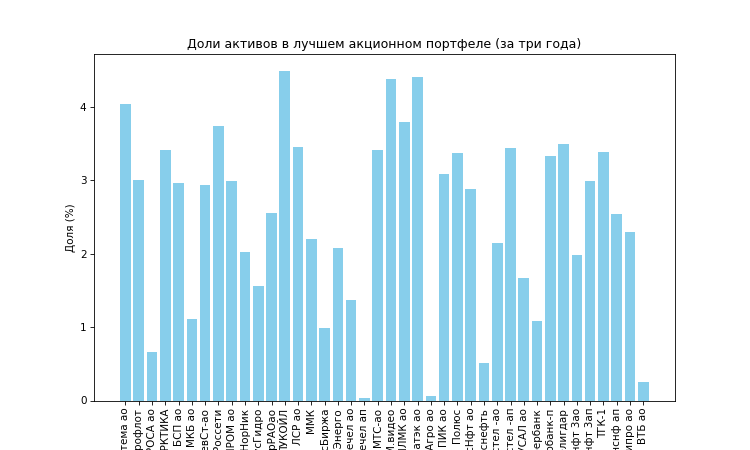 Доли активов в лучшем акционном портфеле (за три года)
Доля (%)
4
3
2
1
0
тема ао
рофлот
РОСА ао
РКТИКА
БСП ао
МКБ ао
евСт-ао
Россети
ПРОМ ао
НорНик
сГидро
рРАОао
ЛУКОЙЛ
ЛСР ао
ММК
сБиржа
Энерго
ечел ао
ечел ап
МТС-ао
М.видео
ЛМК ао
атэк ао
Агро ао
ПИК ао
Полюс
сНфт ао
снефть
стел -ао
стел -ап
УСАЛ ао
ербанк
рбанк-п
лигдар
нфт 3ао
нфт 3ап
ТГК-1
нснф ап
ипро ао
ВТБ ао